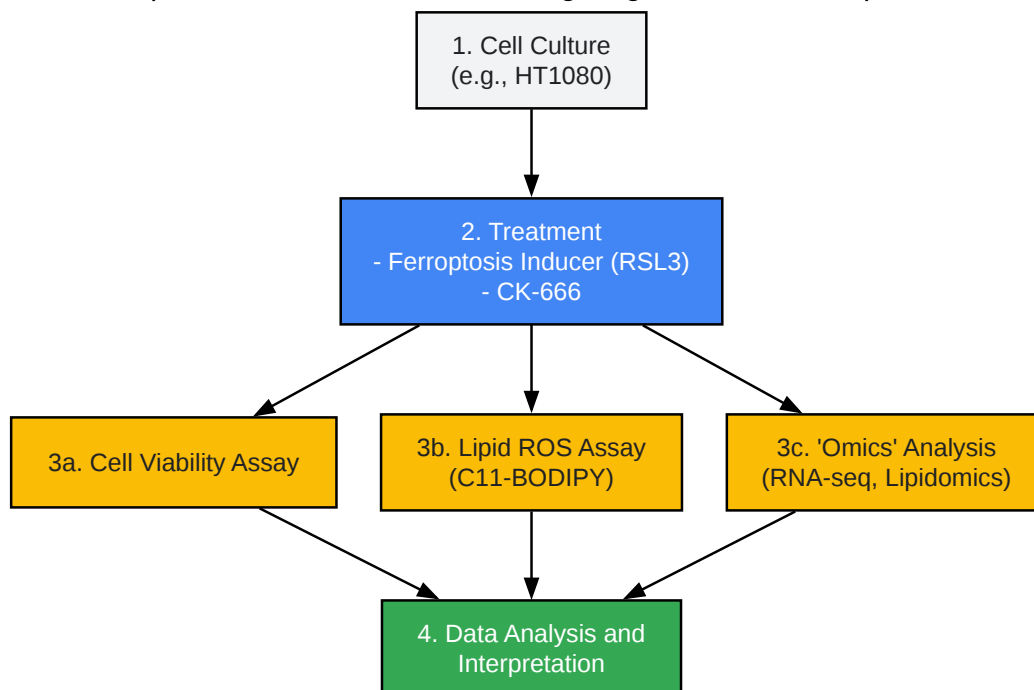 1. Cell Culture
(e.g., HT1080)
2. Treatment
- Ferroptosis Inducer (RSL3)
- CK-666
3a. Cell Viability Assay
3b. Lipid ROS Assay
(C11-BODIPY)
3c. 'Omics' Analysis
(RNA-seq, Lipidomics)
4. Data Analysis and
Interpretation